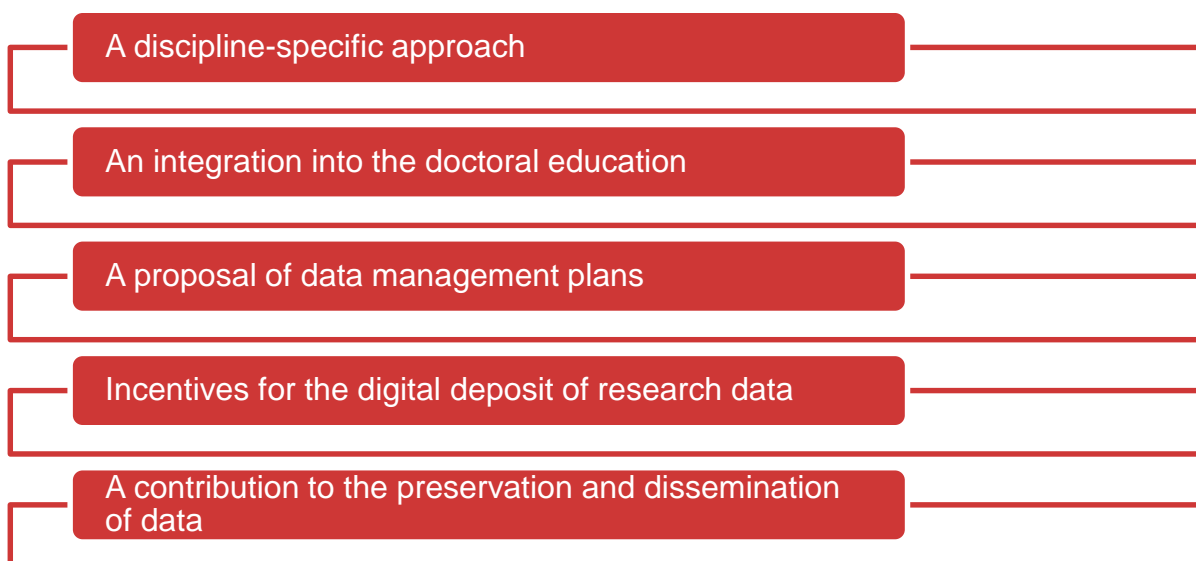 A discipline-specific approach
An integration into the doctoral education
A proposal of data management plans
Incentives for the digital deposit of research data
A contribution to the preservation and dissemination
of data